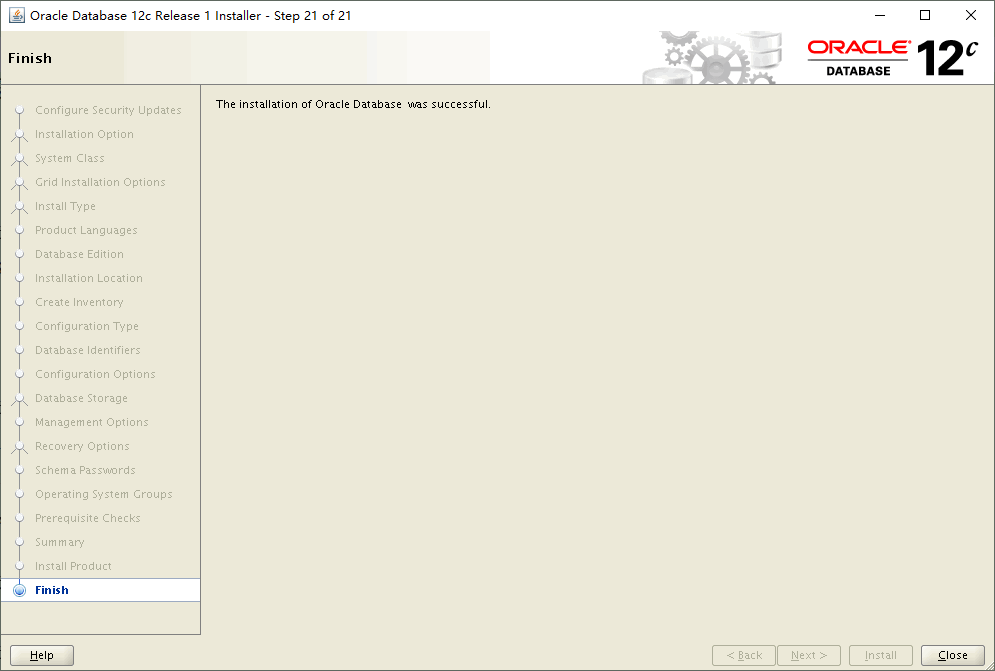 Oracle Database 12c Release 1 Installer - Step 21 of 21
Finish
ORACLE®
DATABASE
12c
Configure Security Updates
Installation Option
System Class
Grid Installation Options
Install Type
Product Languages
Database Edition
Installation Location
Create Inventory
Configuration Type
Database Identifiers
Configuration Options
Database Storage
Management Options
Recovery Options
Schema Passwords
Operating System Groups
Prerequisite Checks
Summary
Install Product
Finish
The installation of Oracle Database was successful.
Help
< Back
Next >
Install
Close